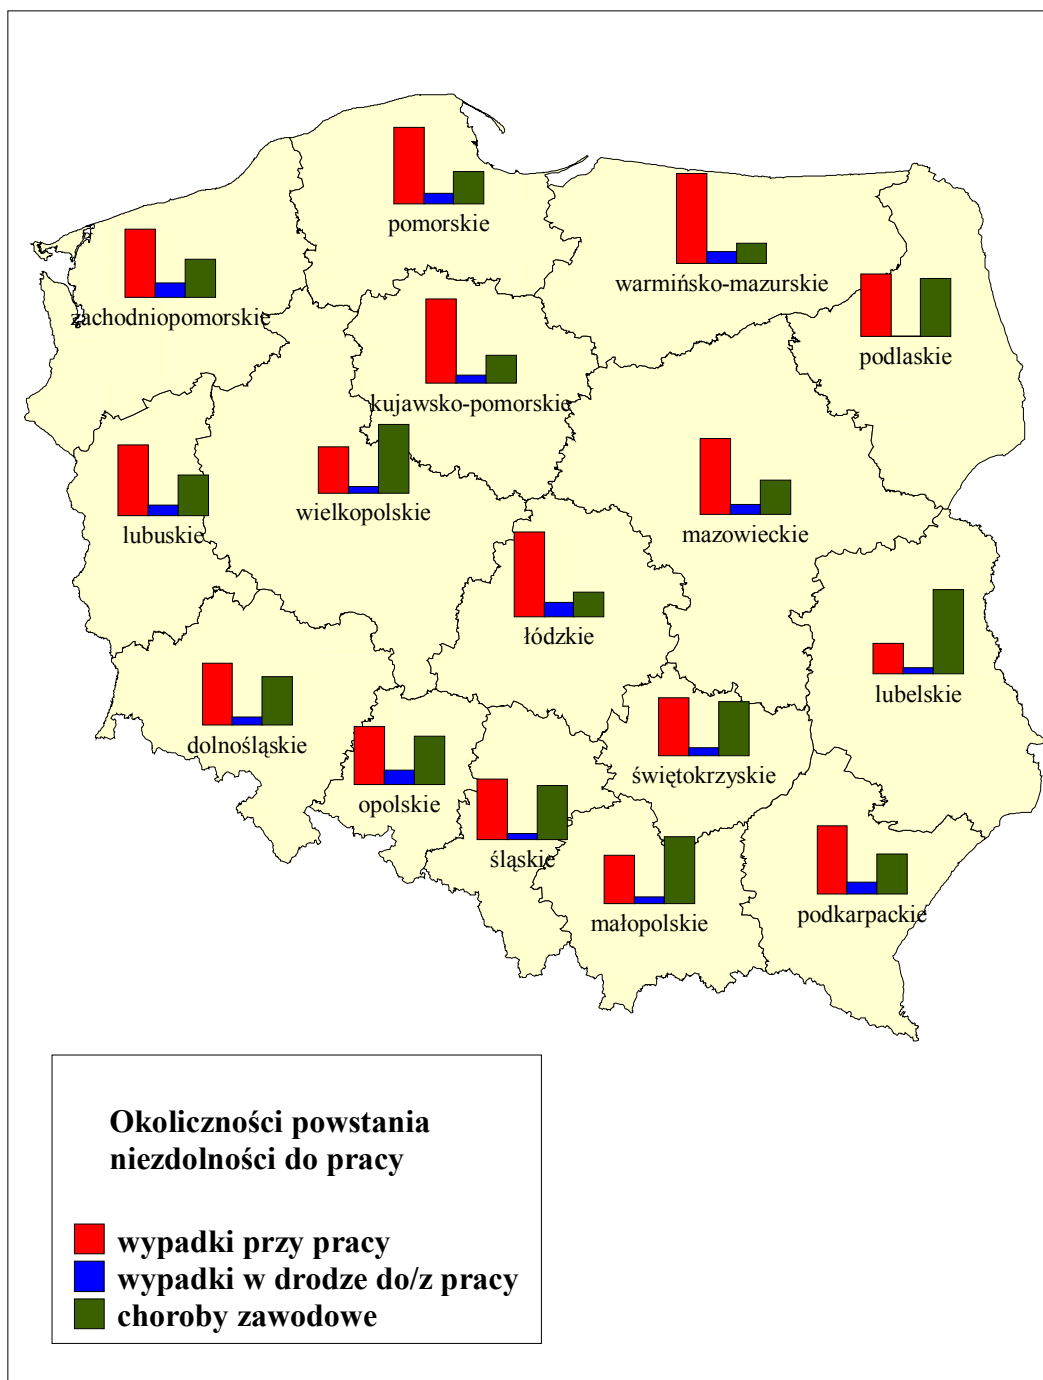 pomorskie
warmińsko-mazurskie
zachodniopomorskie
podlaskie
kujawsko-pomorskie
wielkopolskie
lubuskie
mazowieckie
łódzkie
lubelskie
dolnośląskie
świętokrzyskie
opolskie
śląskie
małopolskie
podkarpackie
Okoliczności powstania
niezdolności do pracy
wypadki przy pracy
wypadki w drodze do/z pracy
choroby zawodowe